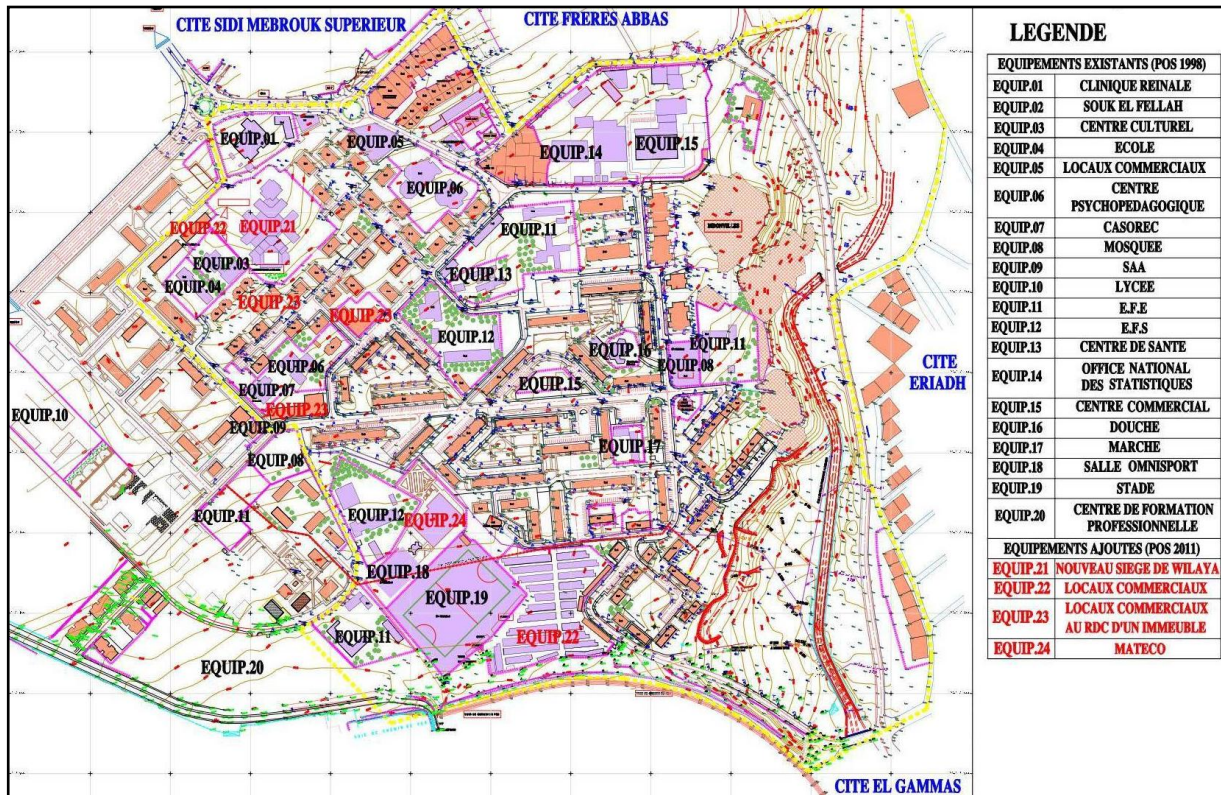 CITE SIDI MEBROUK SUPERIEUR
CITE FRERES ABBAS
EQUIP.01
EQUIP.05
EQUIP.14
EQUIP.15
EQUIP.06
EQUIP.22
EQUIP.21
EQUIP.11
EQUIP.03
EQUIP.13
EQUIP.04
EQUIP.23
EQUIP.23
EQUIP.12
EQUIP.16
EQUIP.11
EQUIP.06
EQUIP.08
CITE
ERIADH
EQUIP.07
EQUIP.15
EQUIP.23
EQUIP.10
EQUIP.09
EQUIP.17
EQUIP.08
EQUIP.11
EQUIP.12
EQUIP.24
EQUIP.18
EQUIP.19
EQUIP.11
EQUIP.22
EQUIP.20
CITE EL GAMMAS
LEGENDE
EQUIPEMENTS EXISTANTS (POS 1998)
EQUIP.01 CLINIQUE REINALE
EQUIP.02 SOUK EL FELLAH
EQUIP.03 CENTRE CULTUREL
EQUIP.04 ECOLE
EQUIP.05 LOCAUX COMMERCIAUX
EQUIP.06 CENTRE
PSYCHOPEDAGOGIQUE
EQUIP.07 CASOREC
EQUIP.08 MOSQUEE
EQUIP.09 SAA
EQUIP.10 LYCEE
EQUIP.11 E.F.E
EQUIP.12 E.F.S
EQUIP.13 CENTRE DE SANTE
EQUIP.14 OFFICE NATIONAL
DES STATISTIQUES
EQUIP.15 CENTRE COMMERCIAL
EQUIP.16 DOUCHE
EQUIP.17 MARCHE
EQUIP.18 SALLE OMNISPORT
EQUIP.19 STADE
EQUIP.20 CENTRE DE FORMATION
PROFESSIONNELLE
EQUIPEMENTS AJOUTES (POS 2011)
EQUIP.21 NOUVEAU SIEGE DE WILAYA
EQUIP.22 LOCAUX COMMERCIAUX
EQUIP.23 LOCAUX COMMERCIAUX
AU RDC D'UN IMMEUBLE
EQUIP.24 MATECO